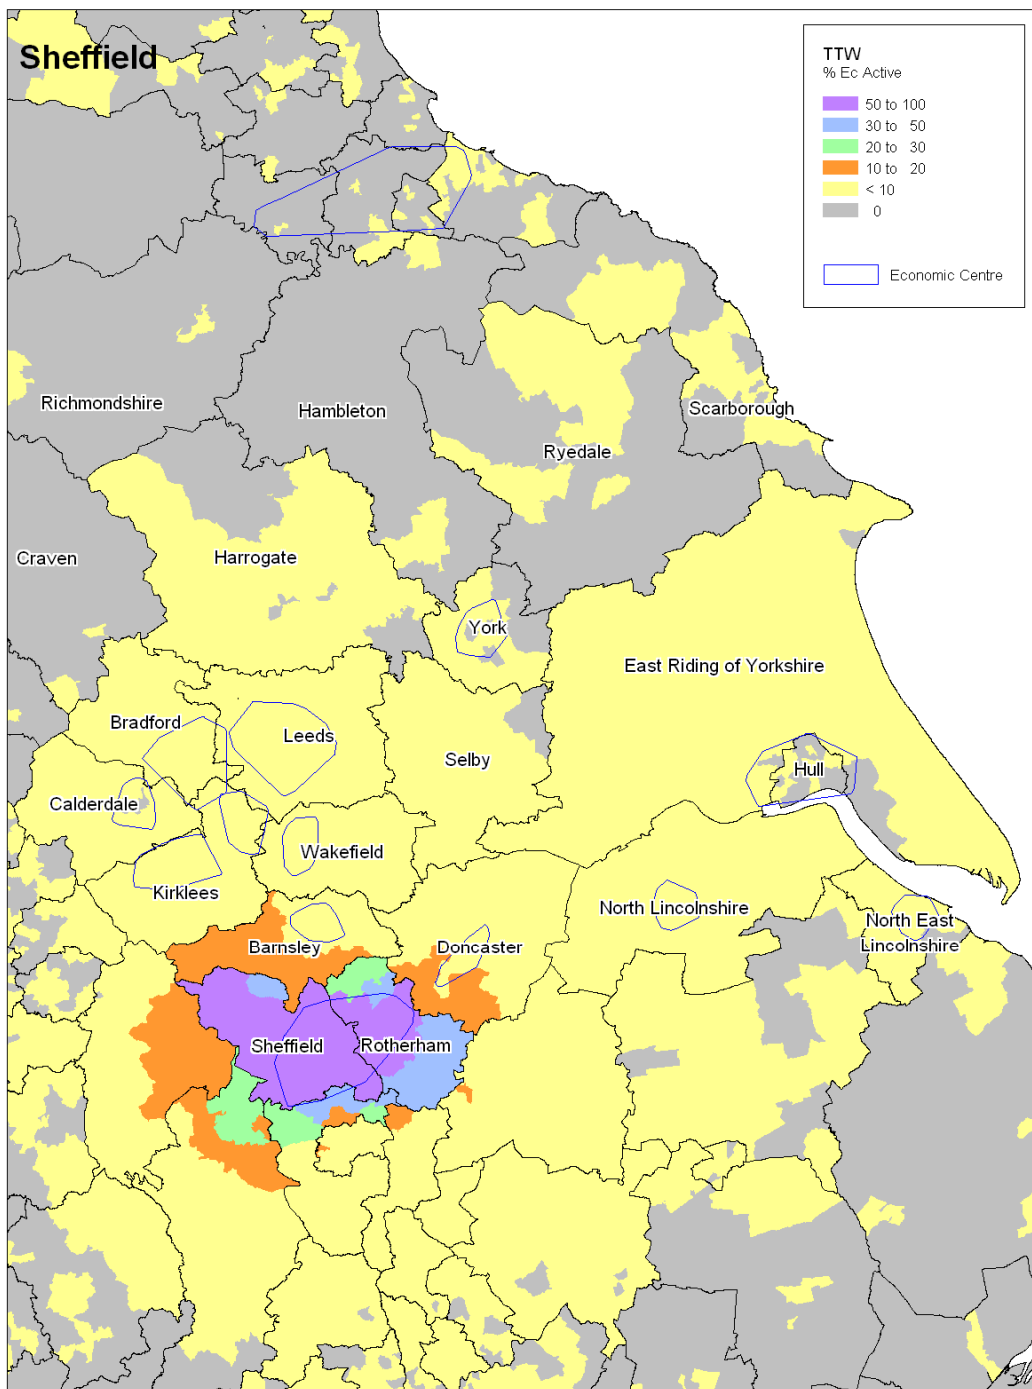 Sheffield
TTW
% Ec Active
50 to 100
30 to 50
20 to 30
10 to 20
< 10
0
Economic Centre
Richmondshire
Hambleton
Scarborough
Ryedale
Craven
Harrogate
York
East Riding of Yorkshire
Bradford
Leeds
Selby
Hull
Calderdale
Wakefield
Kirklees
North Lincolnshire
North East
Lincolnshire
Barnsley
Doncaster
Sheffield
Rotherham